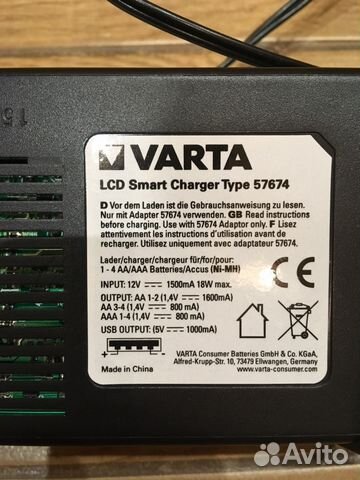 15
VARTA
LCD Smart Charger Type 57674
D Vor dem Laden ist die Gebrauchsanweisung zu lesen.
Nur mit Adapter 57674 verwenden. GB Read instructions
before charging. Use with 57674 Adaptor only. F Lisez
attentivement les instructions d'utilisation avant de
recharger. Utilisez uniquement avec adaptateur 57674.
Lader/charger/chargeur für/for/pour:
1 - 4 AA/AAA Batteries/Accus (Ni-MH)
INPUT: 12V ⎓ 1500mA 18W max.
OUTPUT: AA 1-2 (1,4V ⎓ 1600mA)
AA 3-4 (1,4V ⎓ 800 mA)
AAA 1-4 (1,4V ⎓ 800 mA)
USB OUTPUT: (5V ⎓ 1000mA)
CE
VARTA Consumer Batteries GmbH & Co. KGaA,
Alfred-Krupp-Str. 10, 73479 Ellwangen, Germany
www.varta-consumer.com
Made in China
Avito